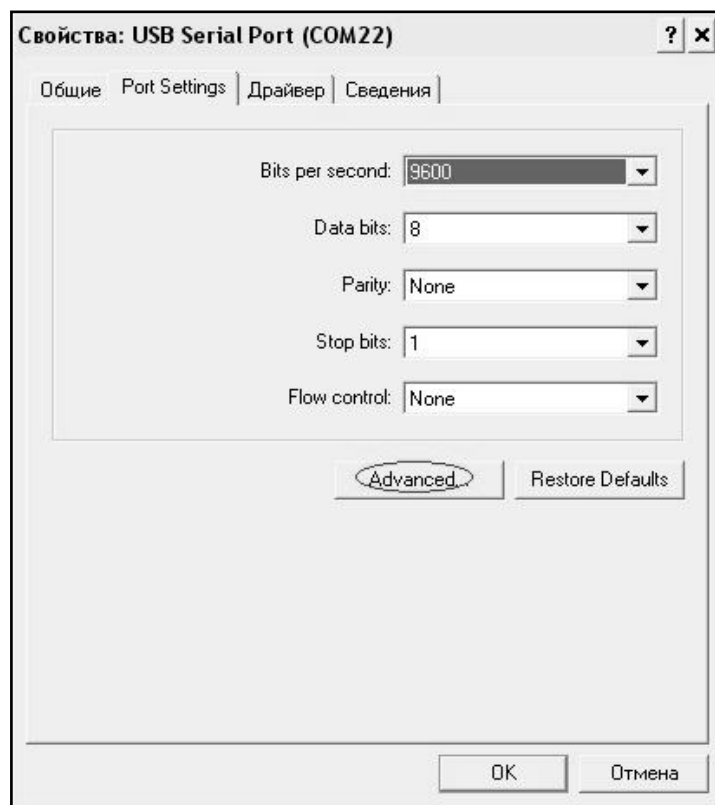 Свойства: USB Serial Port (COM22) ? ×
Общие Port Settings Драйвер Сведения
Bits per second: 9600
Data bits: 8
Parity: None
Stop bits: 1
Flow control: None
Advanced... Restore Defaults
OK Отмена